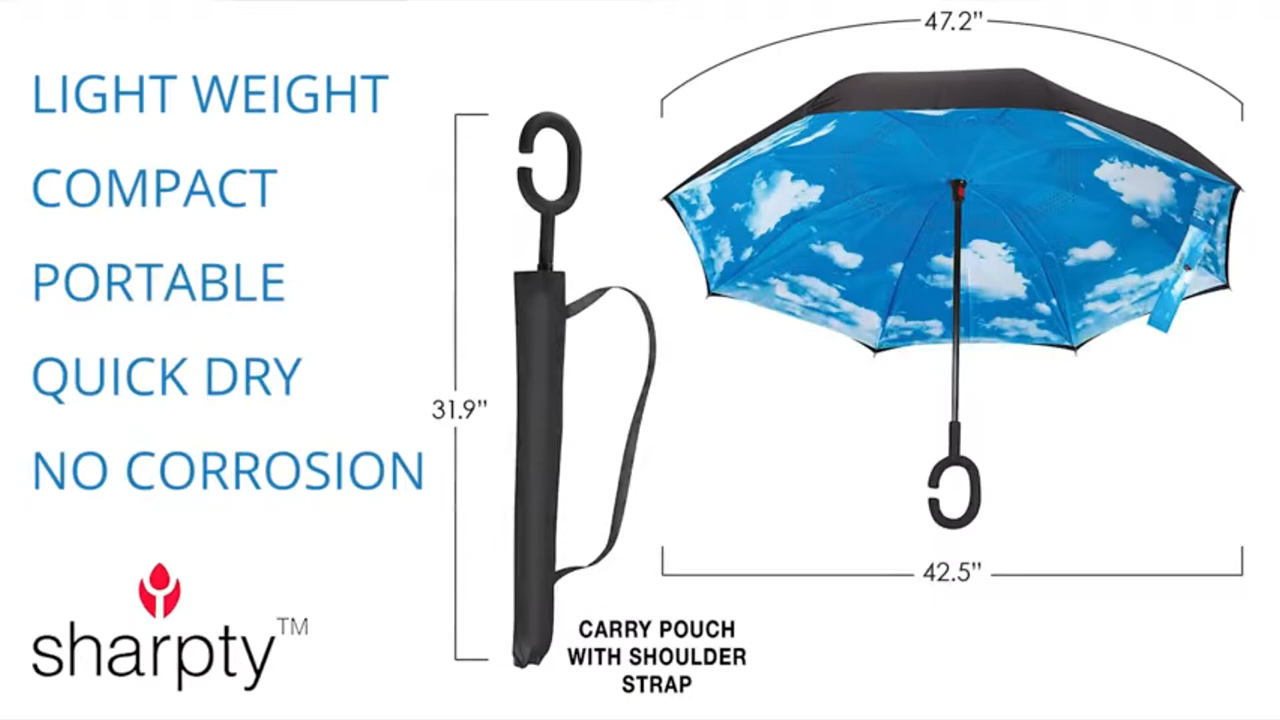 LIGHT WEIGHT
COMPACT
PORTABLE
QUICK DRY
NO CORROSION
sharpty™
31.9”
CARRY POUCH
WITH SHOULDER
STRAP
47.2”
42.5”